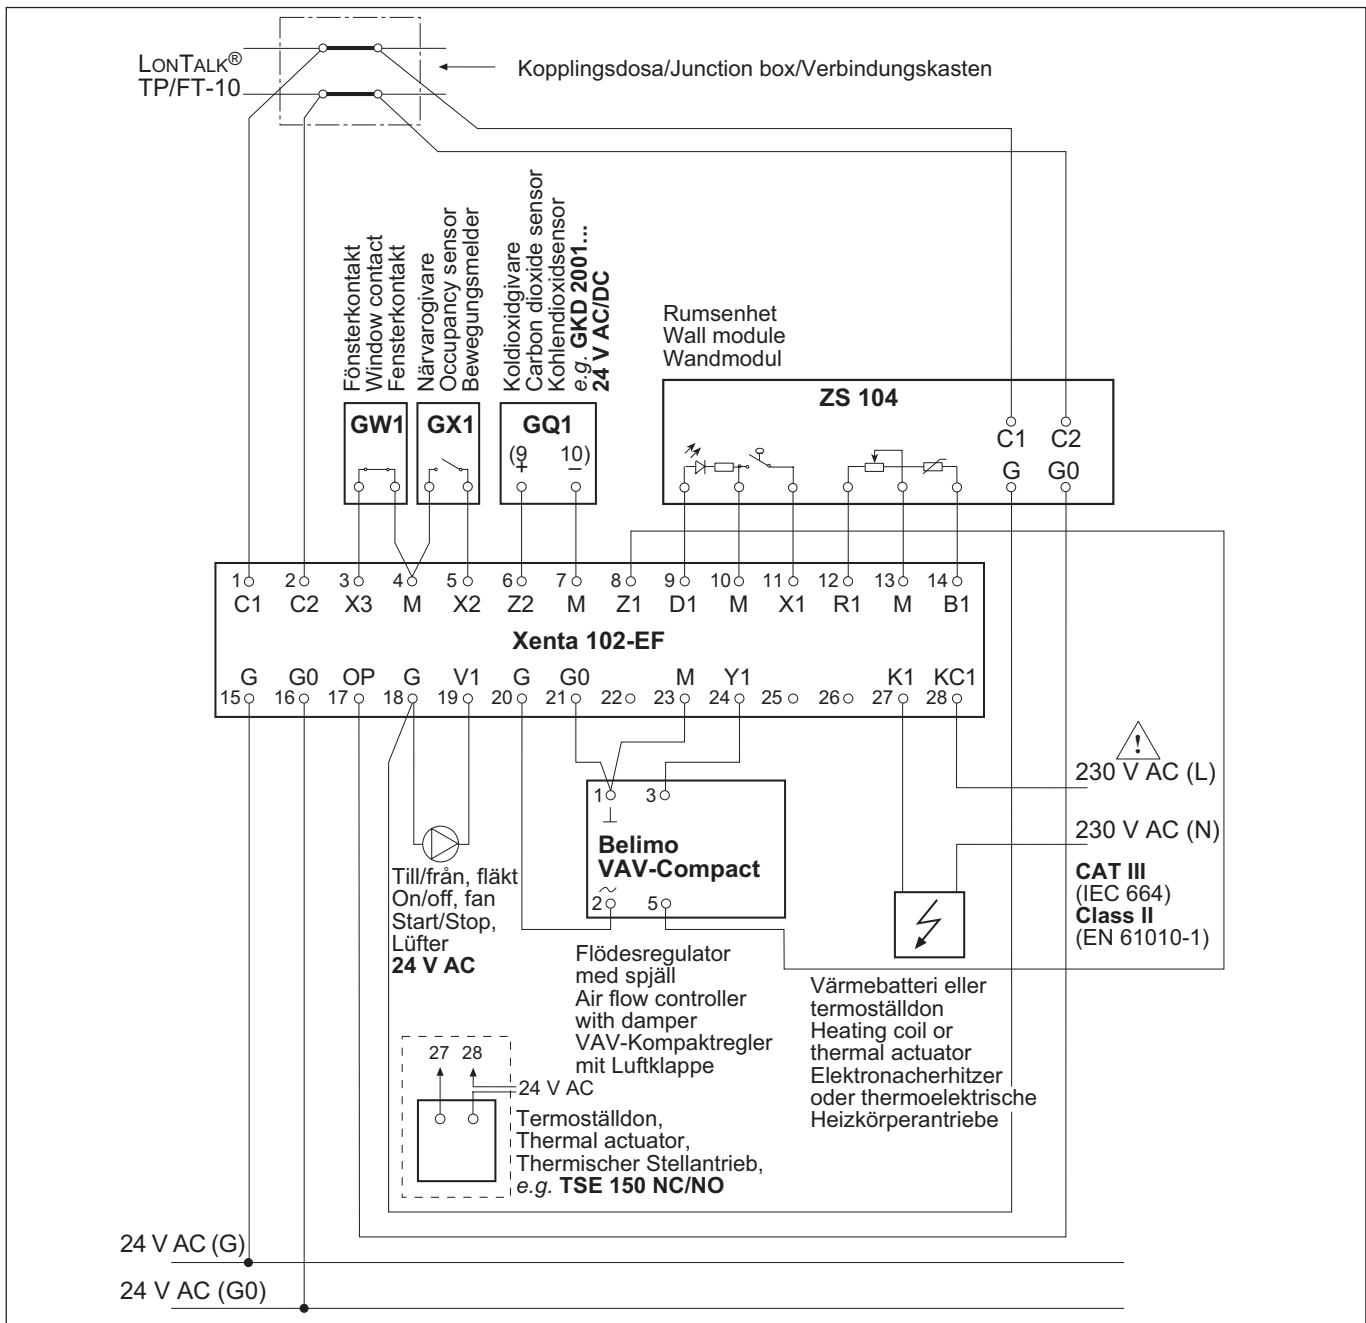 LONTALK®
TP/FT-10
Kopplingsdosa/Junction box/Verbindungskasten
Fönsterkontakt
Window contact
Fensterkontakt
Närvarogivare
Occupancy sensor
Bewegungsmelder
Koldioxidgivare
Carbon dioxide sensor
Kohlendioxidsensor
e.g. GKD 2001...
24 V AC/DC
Rumsenhet
Wall module
Wandmodul
GW1
GX1
GQ1
(9 10)
+ −
ZS 104
C1 C2
G G0
1 2 3 4 5 6 7 8 9 10 11 12 13 14
C1 C2 X3 M X2 Z2 M Z1 D1 M X1 R1 M B1
Xenta 102-EF
G G0 OP G V1 G G0 M Y1 K1 KC1
15 16 17 18 19 20 21 22 23 24 25 26 27 28
!
230 V AC (L)
230 V AC (N)
CAT III
(IEC 664)
Class II
(EN 61010-1)
1 3
⊥
Belimo
VAV-Compact
~
2 5
Till/från, fläkt
On/off, fan
Start/Stop,
Lüfter
24 V AC
Flödesregulator
med spjäll
Air flow controller
with damper
VAV-Kompaktregler
mit Luftklappe
Värmebatteri eller
termoställdon
Heating coil or
thermal actuator
Elektronacherhitzer
oder thermoelektrische
Heizkörperantriebe
27 28
24 V AC
Termoställdon,
Thermal actuator,
Thermischer Stellantrieb,
e.g. TSE 150 NC/NO
24 V AC (G)
24 V AC (G0)